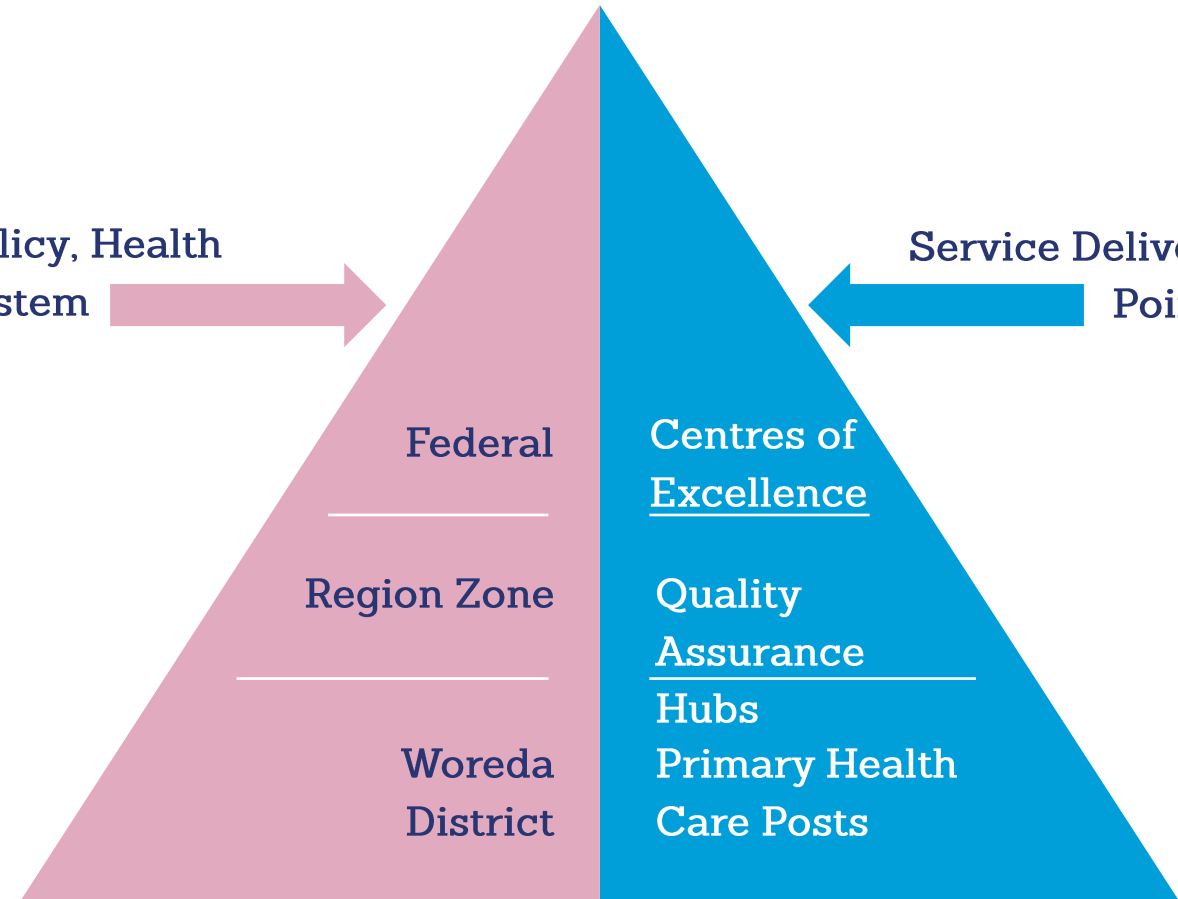 licy, Health
stem
Service Delive
Poi
Federal
Region Zone
Woreda
District
Centres of
Excellence
Quality
Assurance
Hubs
Primary Health
Care Posts